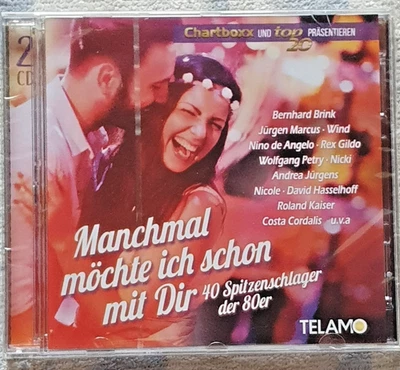 2
CD
Chartboxx UND top 20 PRÄSENTIEREN
Bernhard Brink
Jürgen Marcus · Wind
Nino de Angelo · Rex Gildo
Wolfgang Petry · Nicki
Andrea Jürgens
Nicole · David Hasselhoff
Roland Kaiser
Costa Cordalis u.v.a
Manchmal
möchte ich schon
mit Dir 40 Spitzenschlager
der 80er
TELAMO